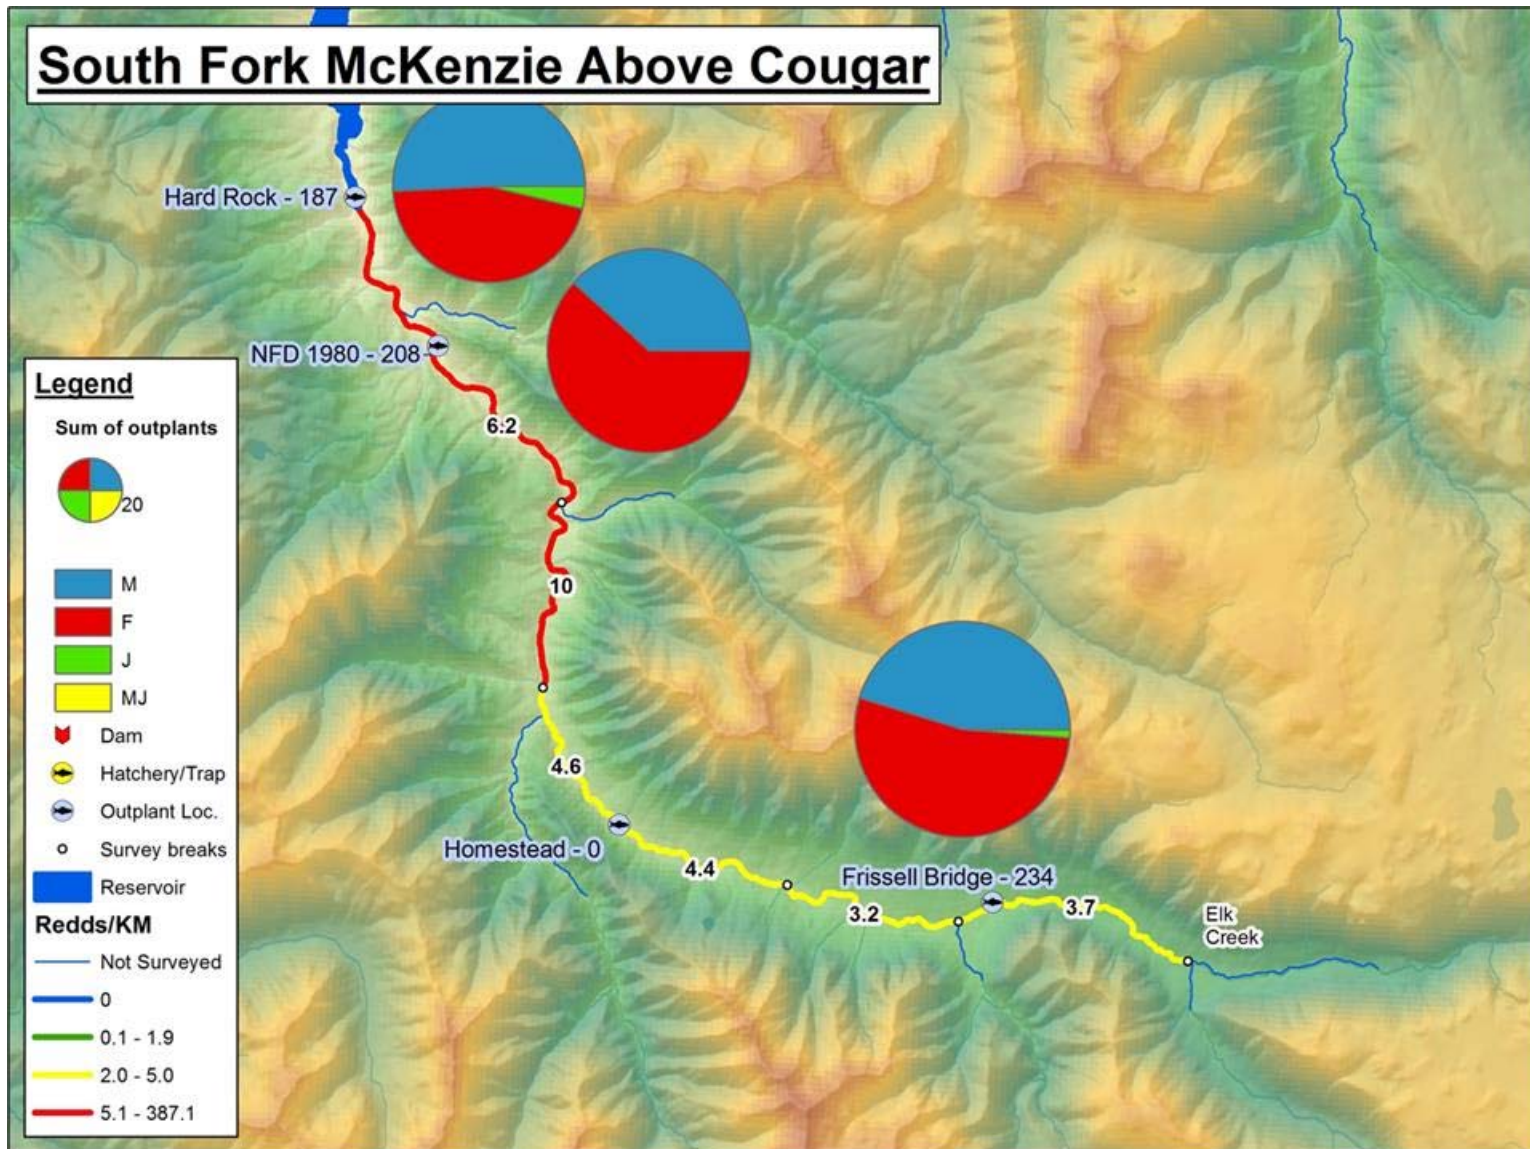 South Fork McKenzie Above Cougar
Hard Rock - 187
NFD 1980 - 208
6.2
10
4.6
Homestead - 0
4.4
3.2
Frissell Bridge - 234
3.7
Elk
Creek
Legend
Sum of outplants
20
M
F
J
MJ
Dam
Hatchery/Trap
Outplant Loc.
Survey breaks
Reservoir
Redds/KM
Not Surveyed
0
0.1 - 1.9
2.0 - 5.0
5.1 - 387.1